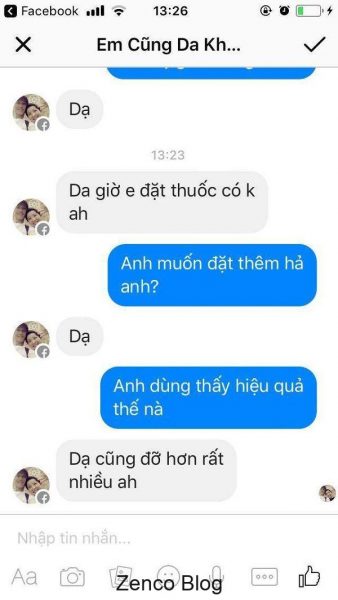 Facebook
13:26
Em Cũng Da Kh...
Dạ
13:23
Da giờ e đặt thuốc có k
ah
Anh muốn đặt thêm hả
anh?
Dạ
Anh dùng thấy hiệu quả
thế nà
Dạ cũng đỡ hơn rất
nhiều ah
Nhập tin nhắn...
Aa
Zenco Blog